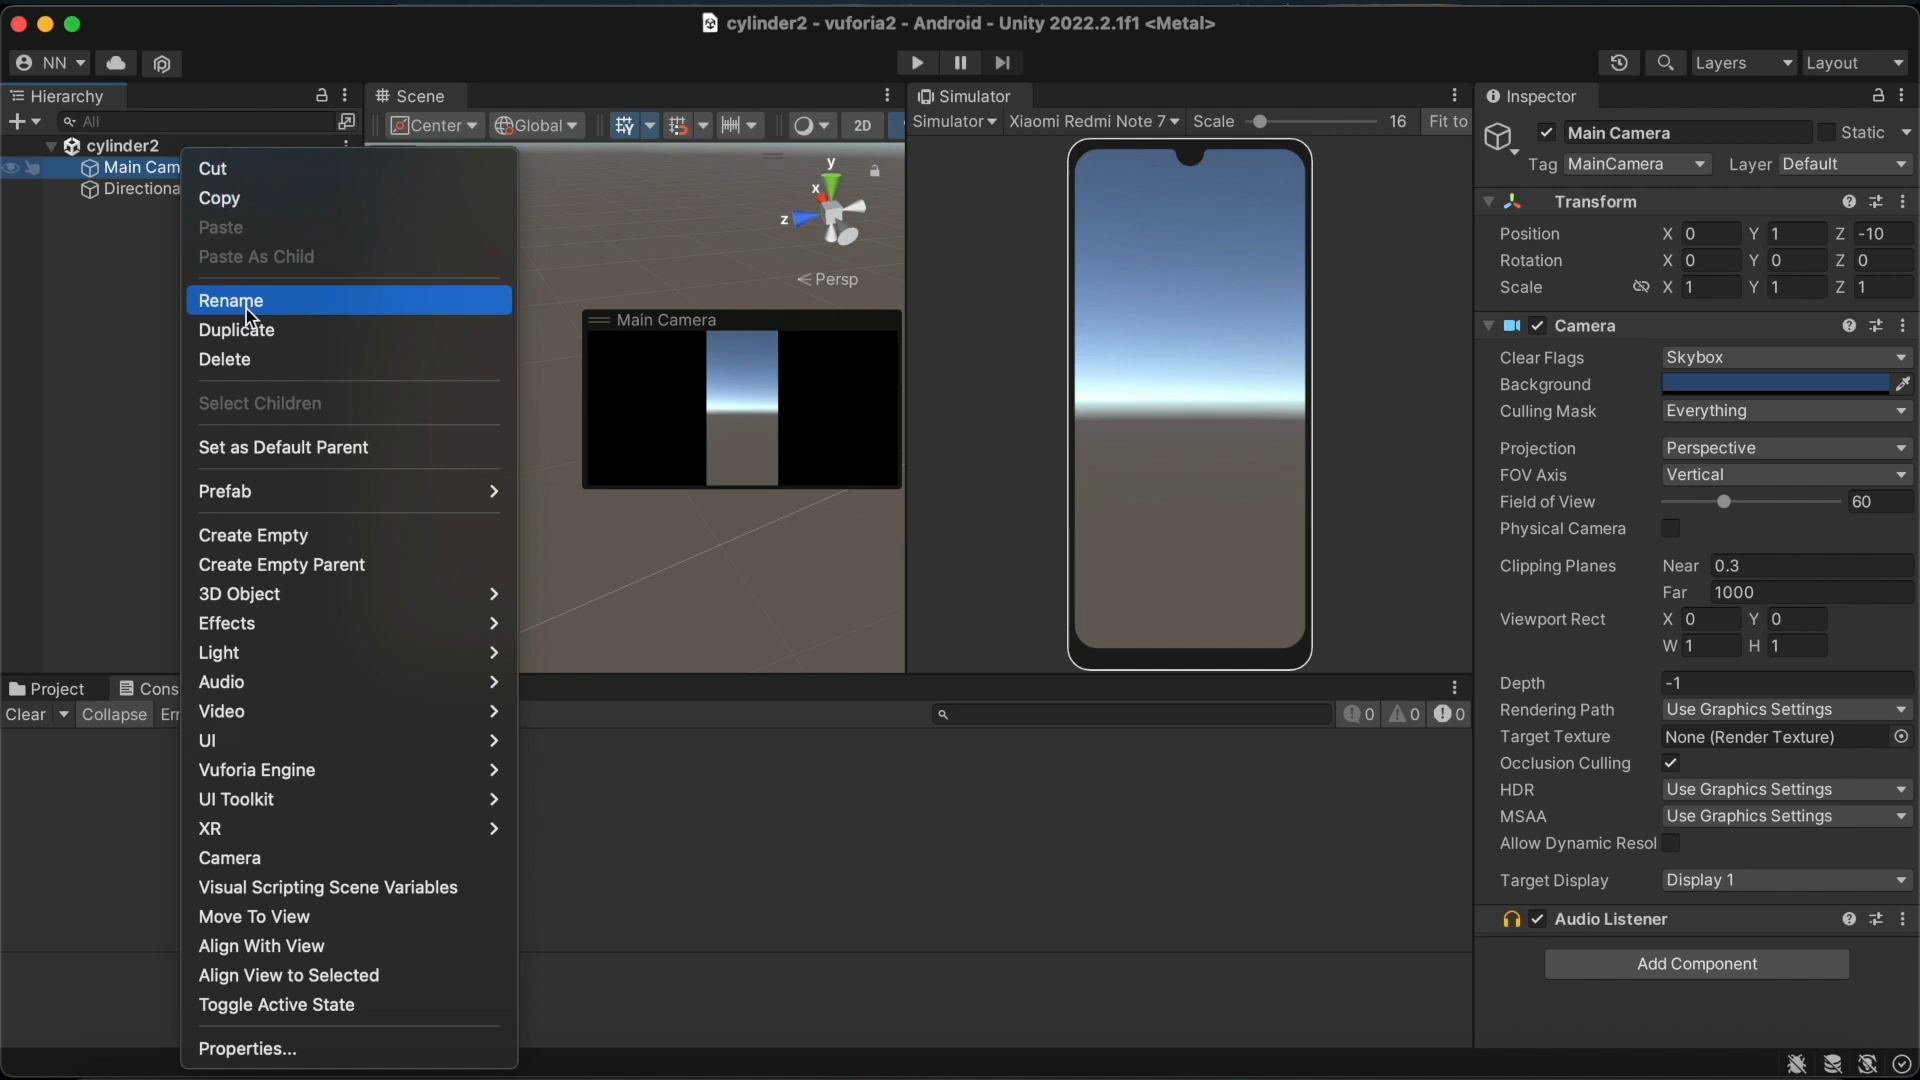 cylinder2 - vuforia2 - Android - Unity 2022.2.1f1 <Metal>
NN
Layers
Layout
Hierarchy
All
cylinder2
Main Cam
Directiona
Cut
Copy
Paste
Paste As Child
Rename
Duplicate
Delete
Select Children
Set as Default Parent
Prefab
Create Empty
Create Empty Parent
3D Object
Effects
Light
Audio
Video
UI
Vuforia Engine
UI Toolkit
XR
Camera
Visual Scripting Scene Variables
Move To View
Align With View
Align View to Selected
Toggle Active State
Properties...
Scene
Center
Global
2D
y
x
z
Persp
Main Camera
Simulator
Simulator
Xiaomi Redmi Note 7
Scale
16
Fit to
Project
Cons
Clear
Collapse
Err
0
0
0
Inspector
Main Camera
Static
Tag MainCamera
Layer Default
Transform
Position X 0 Y 1 Z -10
Rotation X 0 Y 0 Z 0
Scale X 1 Y 1 Z 1
Camera
Clear Flags Skybox
Background
Culling Mask Everything
Projection Perspective
FOV Axis Vertical
Field of View 60
Physical Camera
Clipping Planes Near 0.3
Far 1000
Viewport Rect X 0 Y 0
W 1 H 1
Depth -1
Rendering Path Use Graphics Settings
Target Texture None (Render Texture)
Occlusion Culling
HDR Use Graphics Settings
MSAA Use Graphics Settings
Allow Dynamic Resol
Target Display Display 1
Audio Listener
Add Component